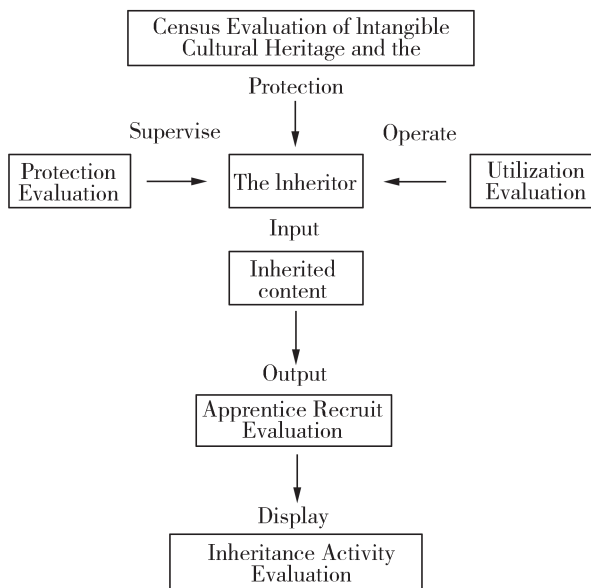 Census Evaluation of Intangible
Cultural Heritage and the
Protection
Supervise
Operate
Protection
Evaluation
The Inheritor
Utilization
Evaluation
Input
Inherited
content
Output
Apprentice Recruit
Evaluation
Display
Inheritance Activity
Evaluation